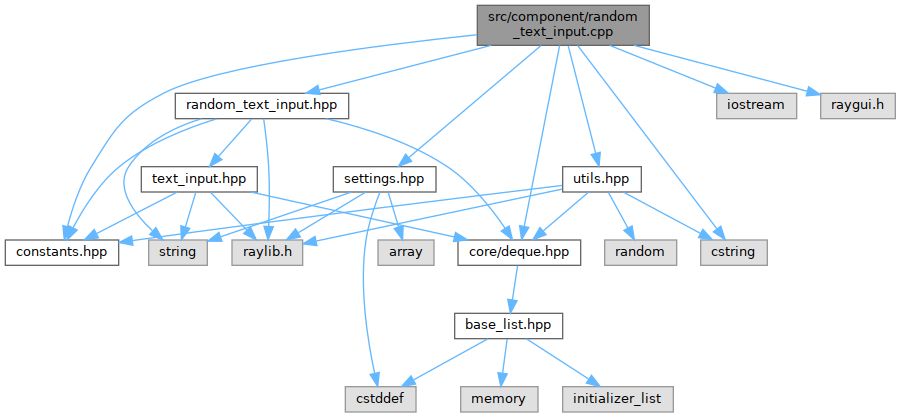 src/component/random
_text_input.cpp
random_text_input.hpp
iostream
raygui.h
text_input.hpp
settings.hpp
utils.hpp
constants.hpp
string
raylib.h
array
core/deque.hpp
random
cstring
base_list.hpp
cstddef
memory
initializer_list